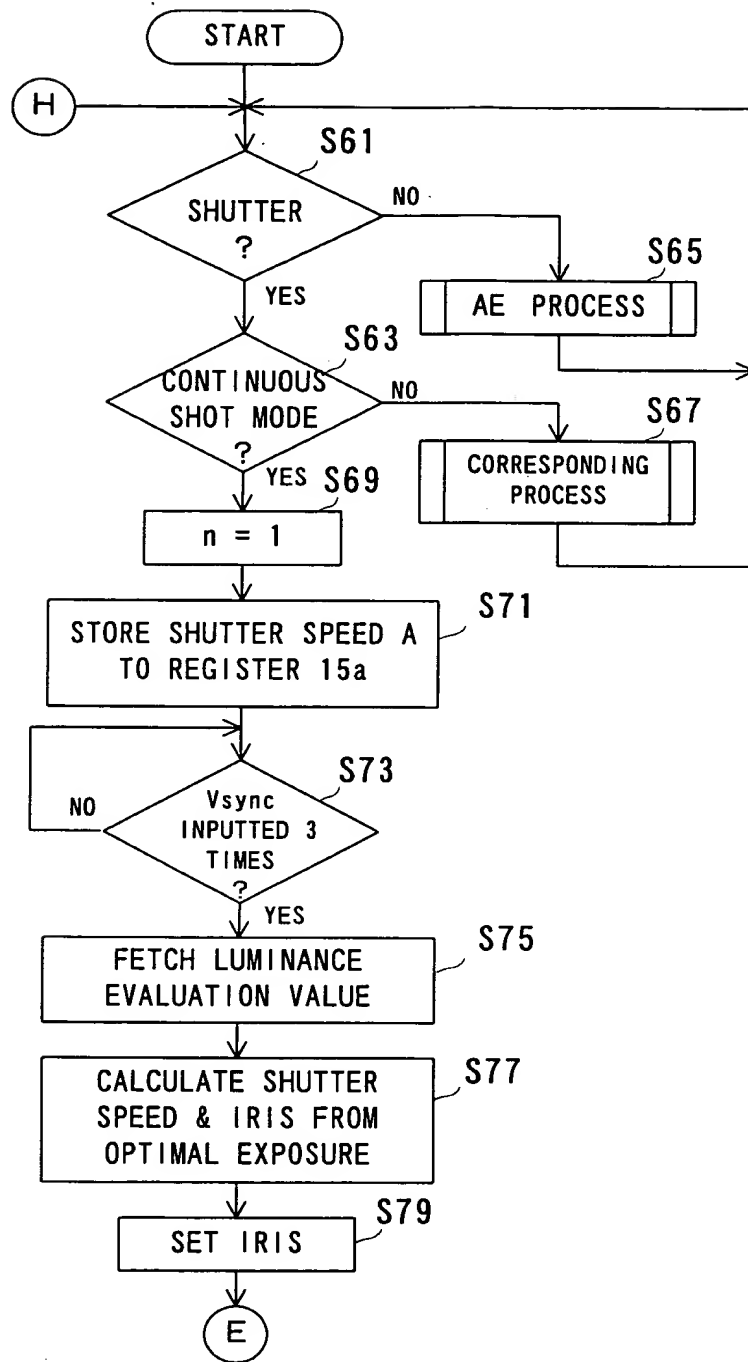 START
H
S61
SHUTTER
?
NO
YES
S65
AE PROCESS
S63
CONTINUOUS
SHOT MODE
?
NO
YES
S67
CORRESPONDING
PROCESS
S69
n = 1
S71
STORE SHUTTER SPEED A
TO REGISTER 15a
S73
Vsync
INPUTTED 3
TIMES
?
NO
YES
S75
FETCH LUMINANCE
EVALUATION VALUE
S77
CALCULATE SHUTTER
SPEED & IRIS FROM
OPTIMAL EXPOSURE
S79
SET IRIS
E